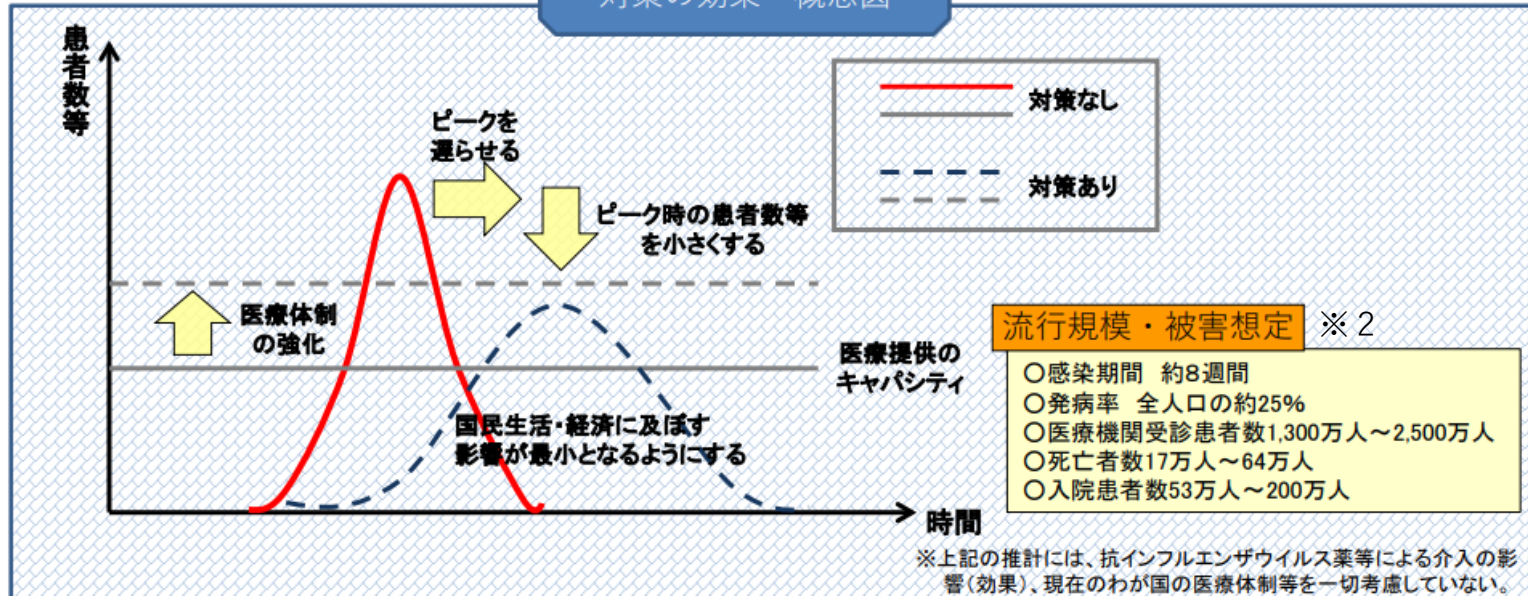 対策の効果 概念図
患者数等
対策なし
対策あり
ピークを
遅らせる
ピーク時の患者数等
を小さくする
医療体制
の強化
医療提供の
キャパシティ
国民生活・経済に及ぼす
影響が最小となるようにする
時間
流行規模・被害想定 ※2
○感染期間 約8週間
○発病率 全人口の約25%
○医療機関受診患者数1,300万人~2,500万人
○死亡者数17万人~64万人
○入院患者数53万人~200万人
※上記の推計には、抗インフルエンザウイルス薬等による介入の影
響(効果)、現在のわが国の医療体制等を一切考慮していない。